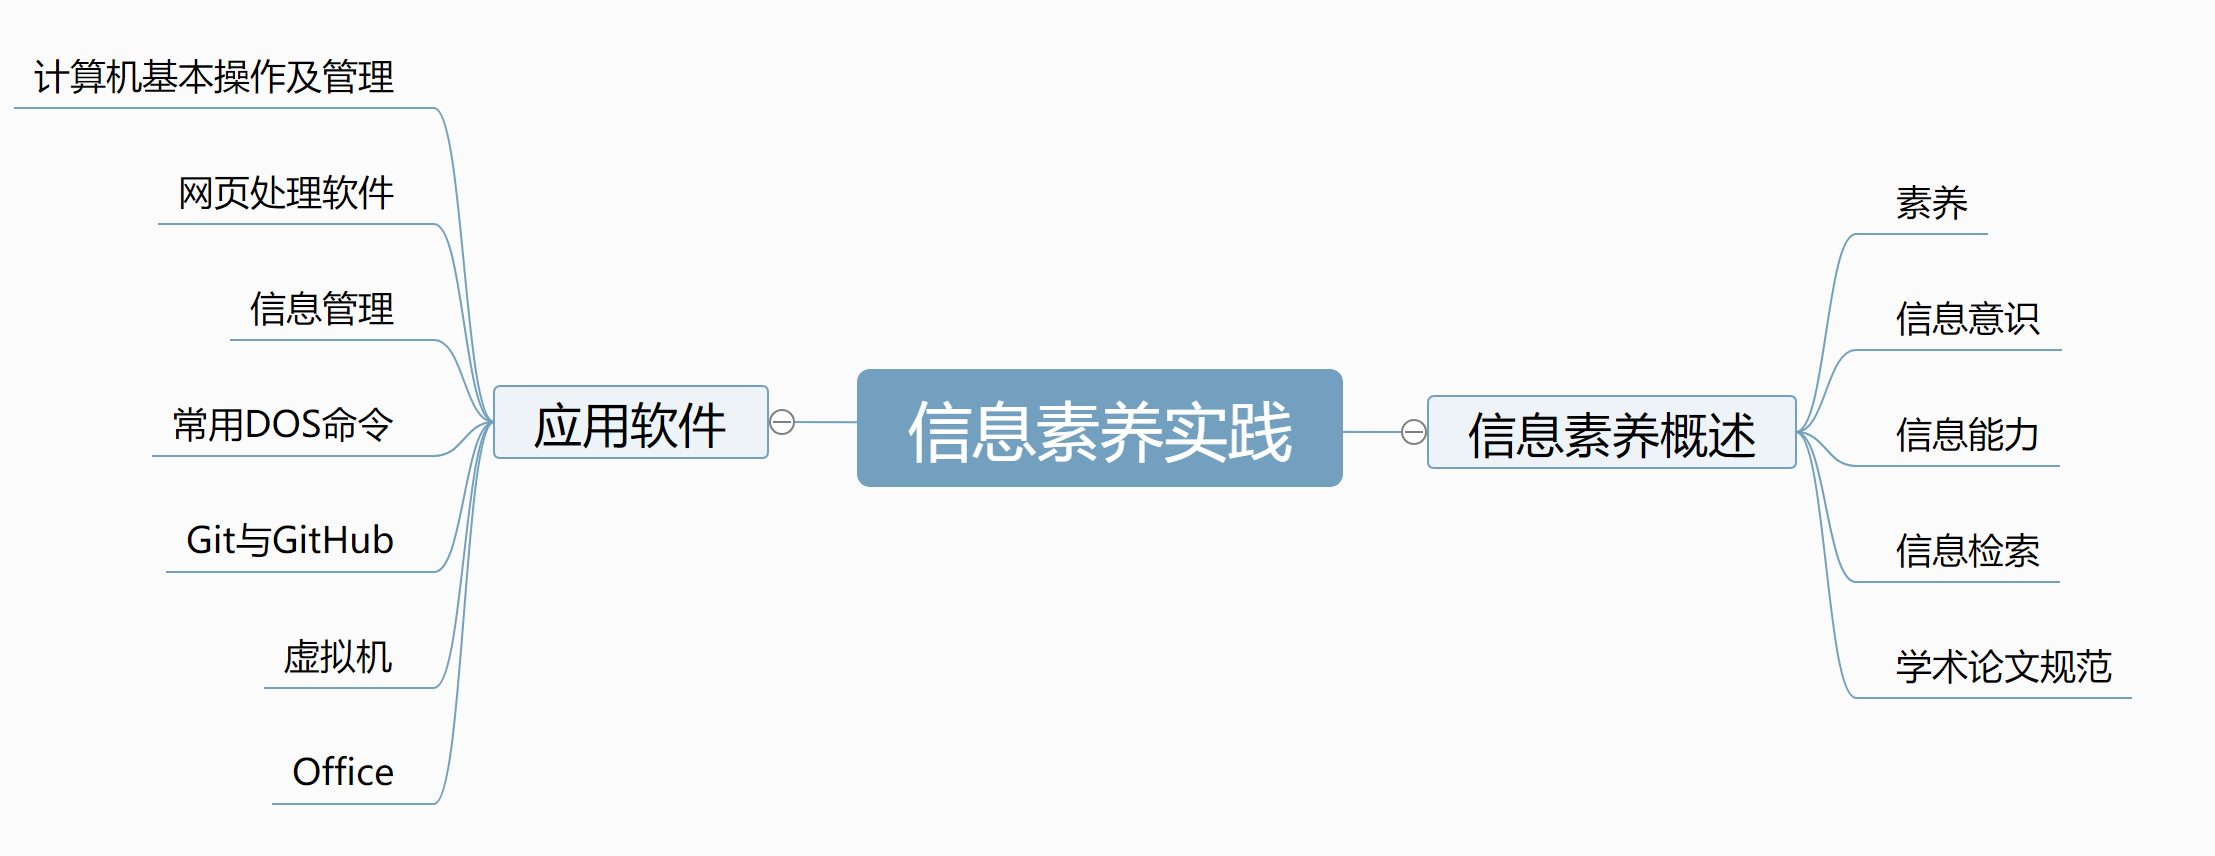 计算机基本操作及管理
网页处理软件
信息管理
常用DOS命令
Git与GitHub
虚拟机
Office
应用软件
信息素养实践
信息素养概述
素养
信息意识
信息能力
信息检索
学术论文规范